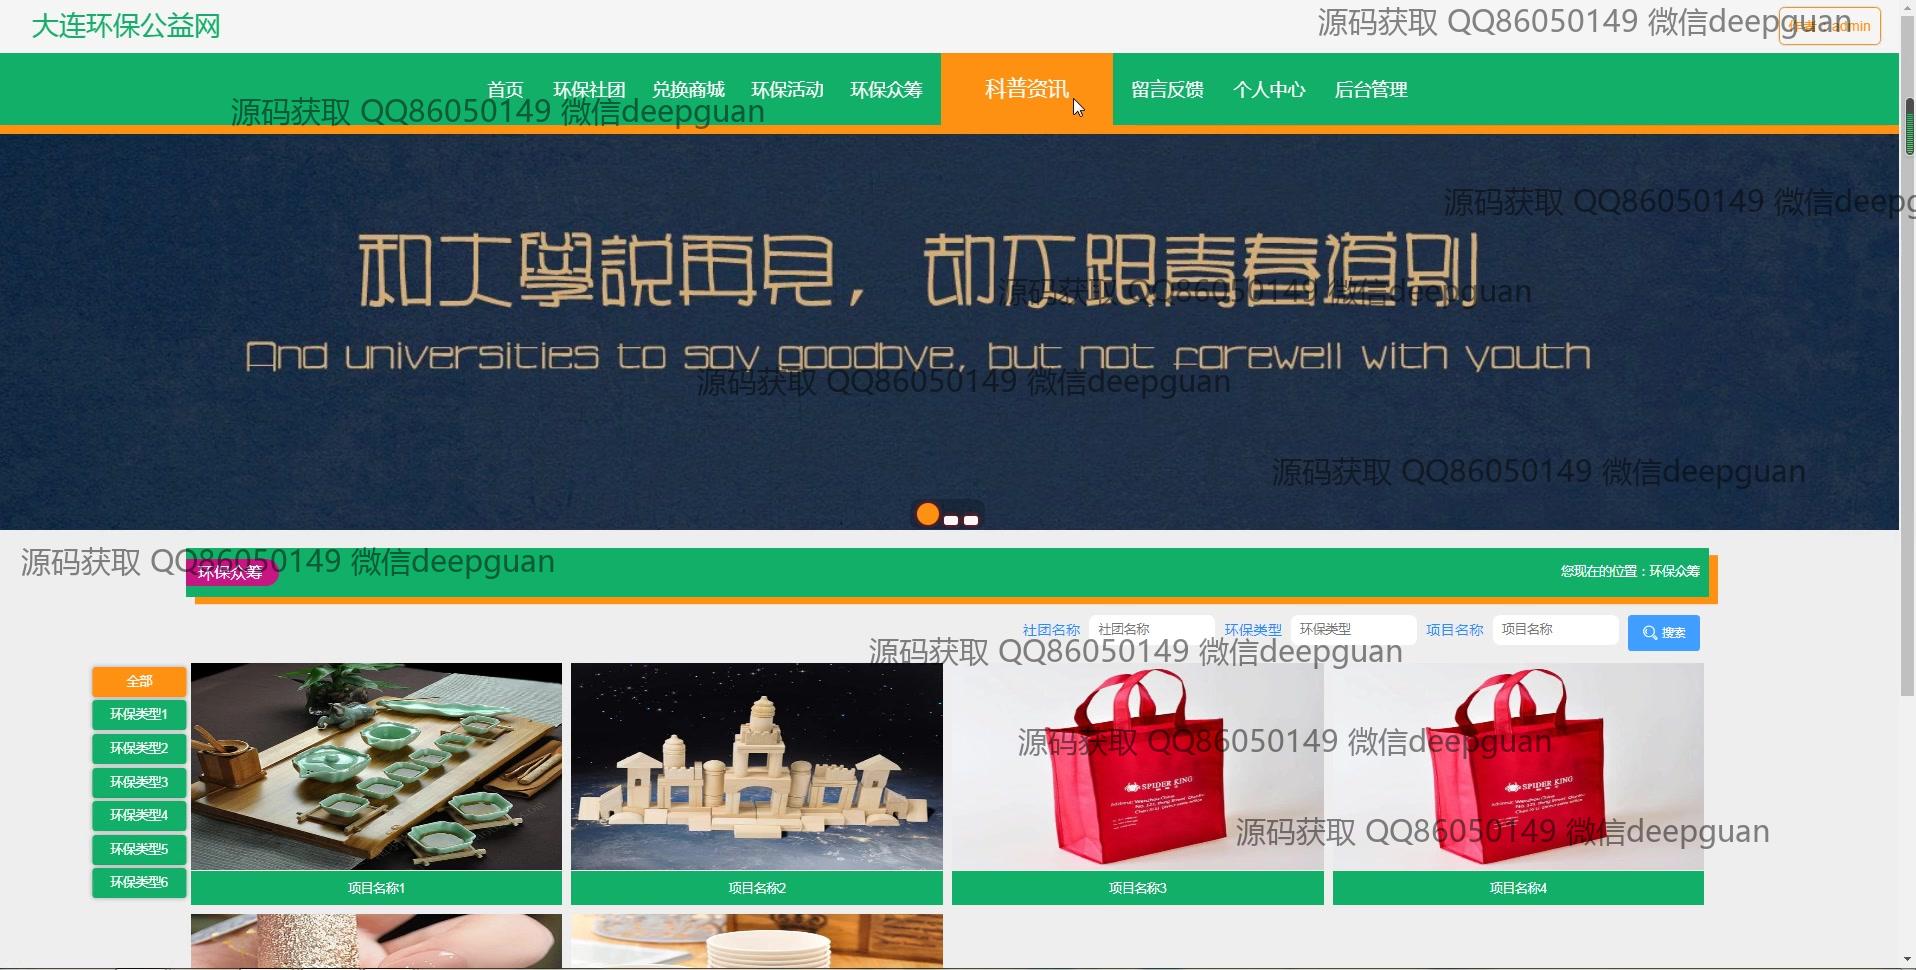 大连环保公益网
源码获取 QQ86050149 微信deepguan
admin
首页 环保社团 兑换商城 环保活动 环保众筹 科普资讯 留言反馈 个人中心 后台管理
源码获取 QQ86050149 微信deepguan
源码获取 QQ86050149 微信deepg
和大學説再見，却不跟青春道别
源码获取 QQ86050149 微信deepguan
And universities to say goodbye, but not farewell with youth
源码获取 QQ86050149 微信deepguan
源码获取 QQ86050149 微信deepguan
源码获取 QQ86050149 微信deepguan
环保众筹
您现在的位置：环保众筹
社团名称 社团名称 环保类型 环保类型 项目名称 项目名称 搜索
源码获取 QQ86050149 微信deepguan
全部
环保类型1
环保类型2
环保类型3
环保类型4
环保类型5
环保类型6
源码获取 QQ86050149 微信deepguan
SPIDER KING
SPIDER KING
源码获取 QQ86050149 微信deepguan
项目名称1
项目名称2
项目名称3
项目名称4